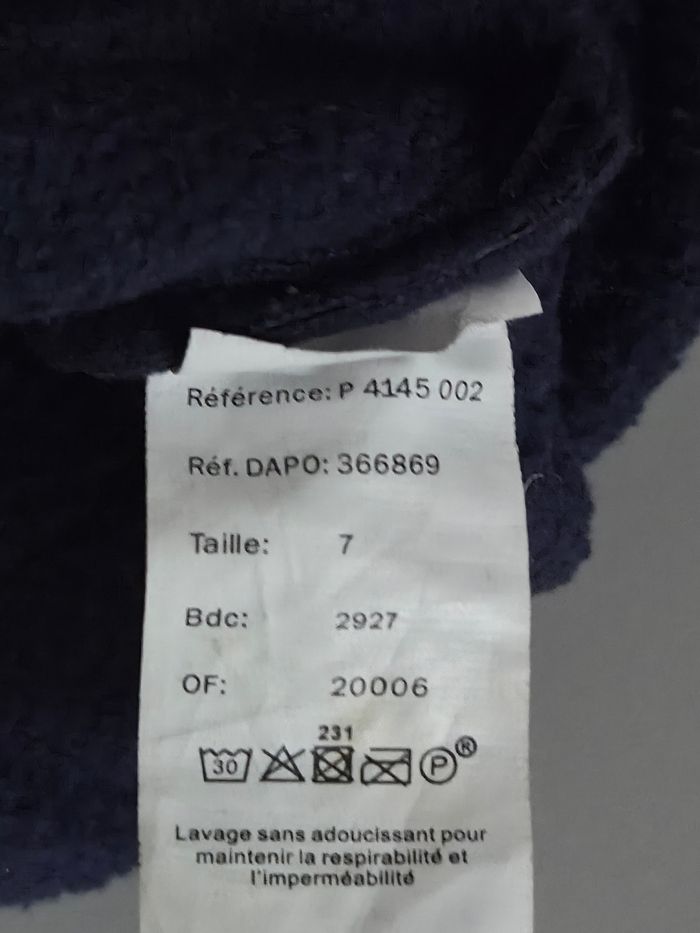 Référence: P 4145 002
Réf. DAPO: 366869
Taille: 7
Bdc: 2927
OF: 20006
231
30 P ®
Lavage sans adoucissant pour
maintenir la respirabilité et
l'imperméabilité